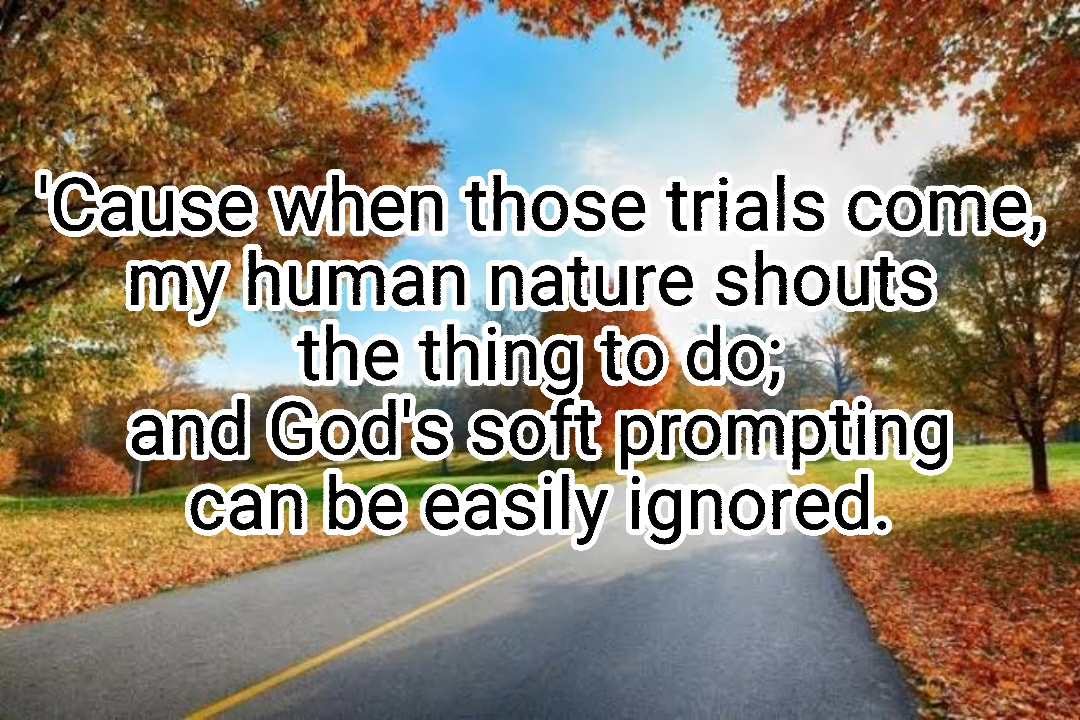 'Cause when those trials come,
my human nature shouts
the thing to do;
and God's soft prompting
can be easily ignored.